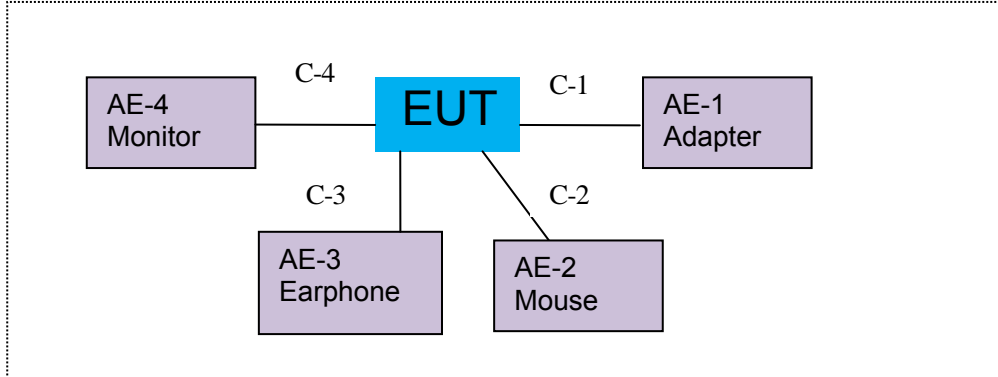 C-4
C-1
AE-4
Monitor
EUT
AE-1
Adapter
C-3
C-2
AE-3
Earphone
AE-2
Mouse